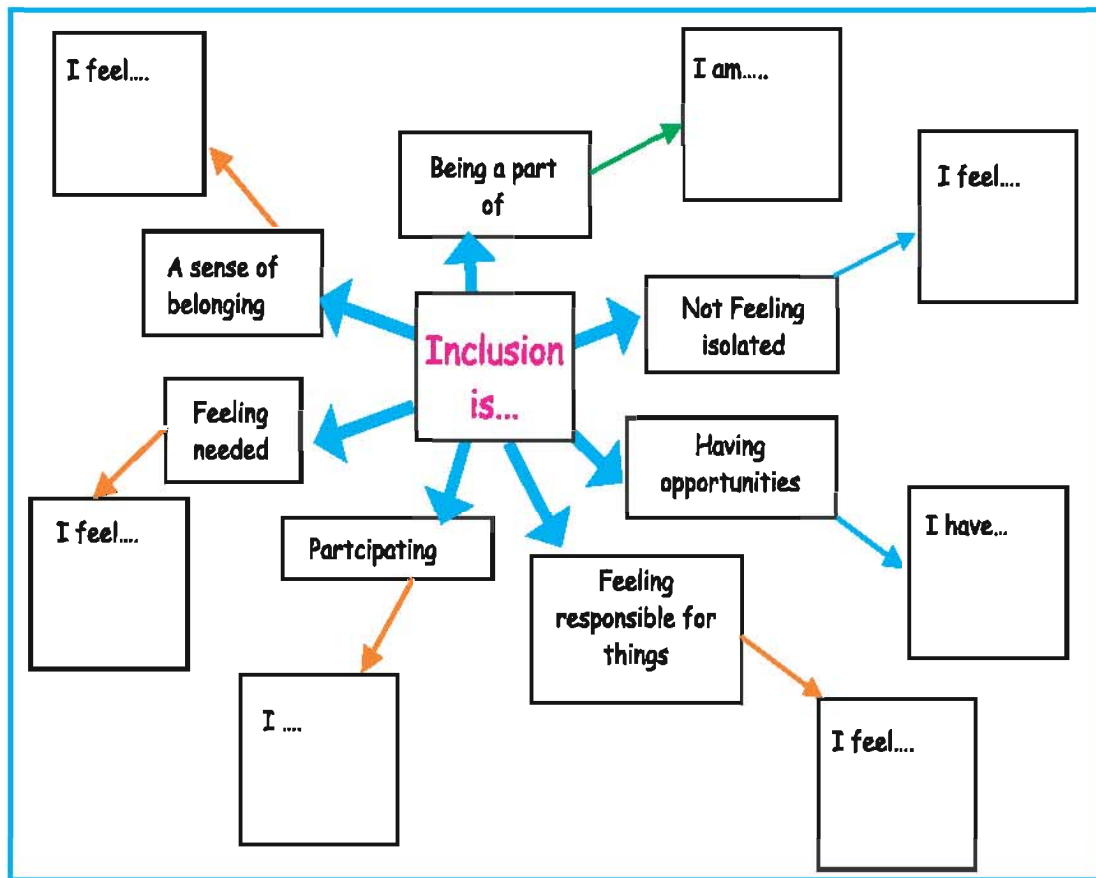 I feel....
I am.....
Being a part
of
I feel....
A sense of
belonging
Not Feeling
isolated
Inclusion
is...
Feeling
needed
Having
opportunities
I feel....
Partcipating
I have...
Feeling
responsible for
things
I ....
I feel....